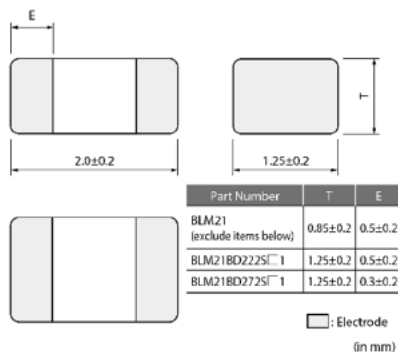 E
T
2.0±0.2
1.25±0.2
Part Number T E
BLM21
(exclude items below) 0.85±0.2 0.5±0.2
BLM21BD222S□1 1.25±0.2 0.5±0.2
BLM21BD272S□1 1.25±0.2 0.3±0.2
: Electrode
(in mm)